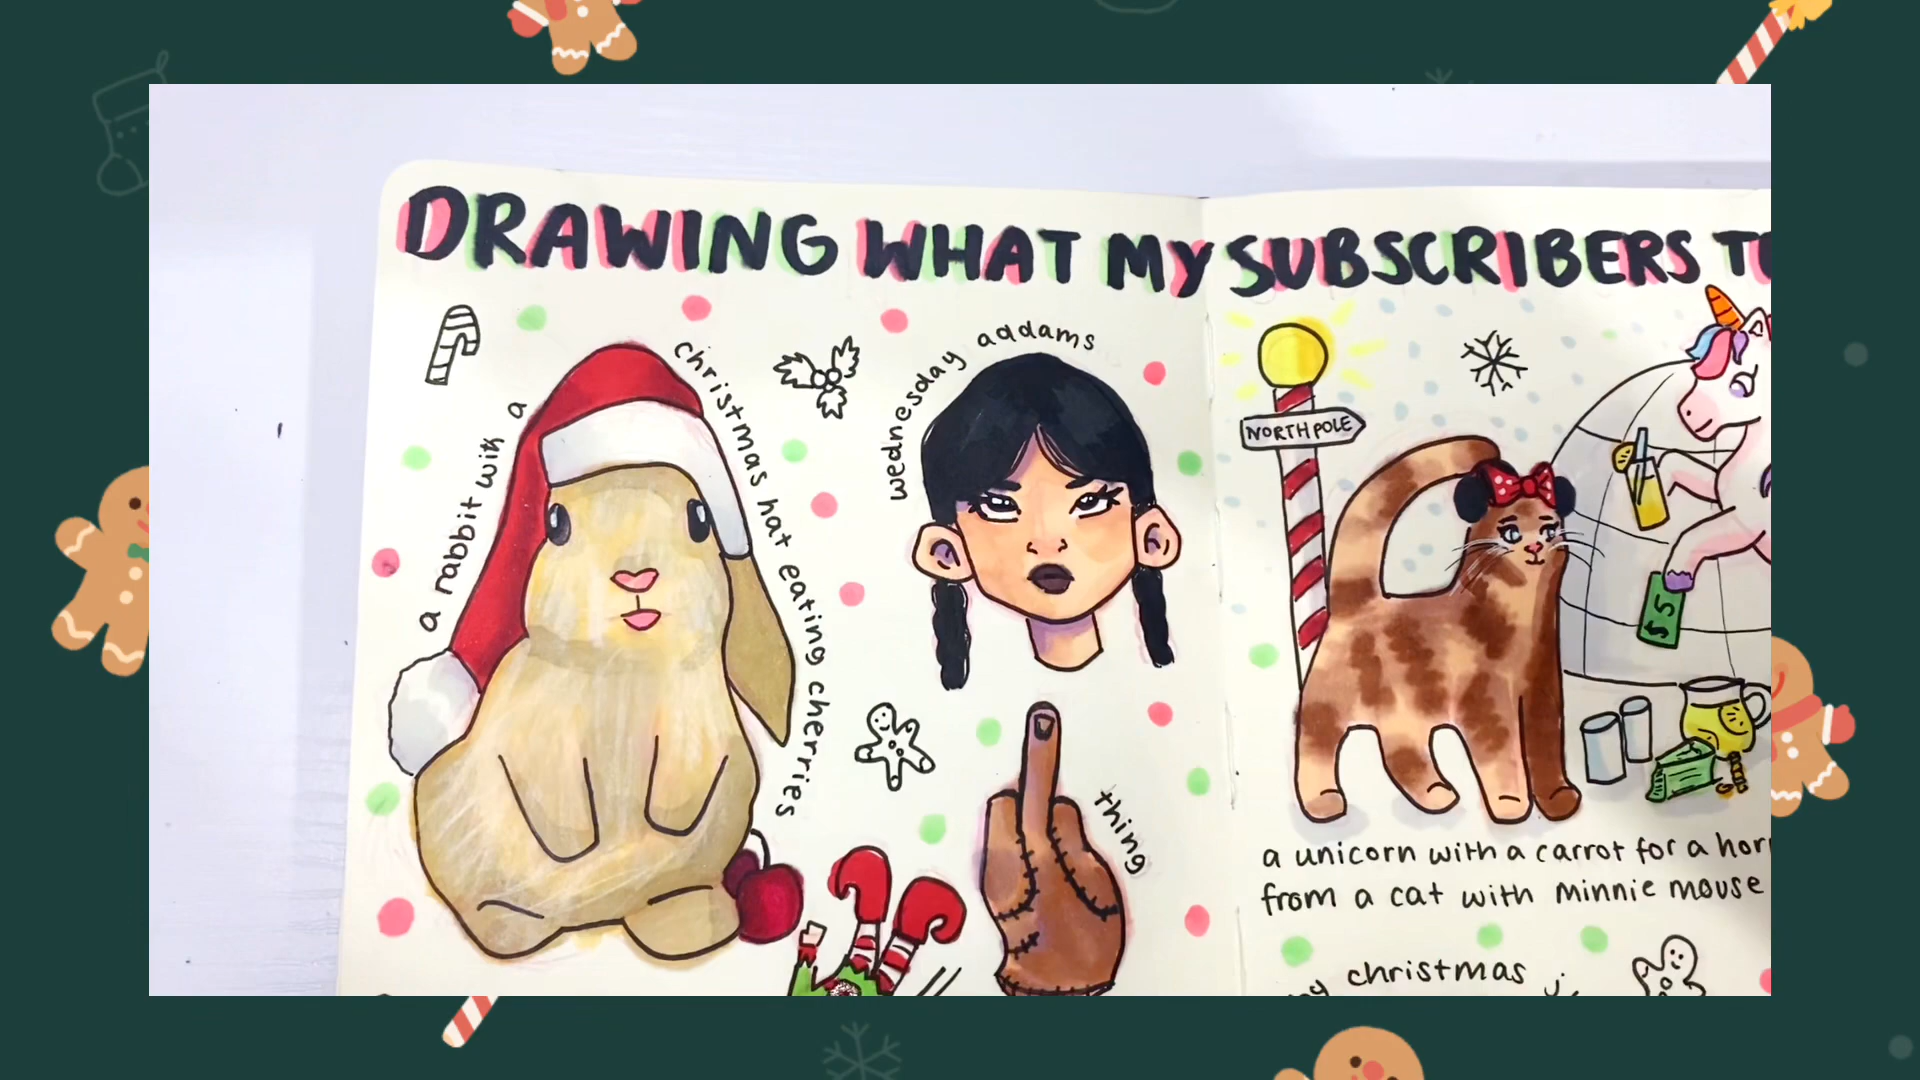 DRAWING WHAT MY SUBSCRIBERS
a rabbit with a
christmas hat eating cherries
wednesday addams
thing
NORTH POLE
$5
a unicorn with a carrot for a
from a cat with minnie mouse
christmas